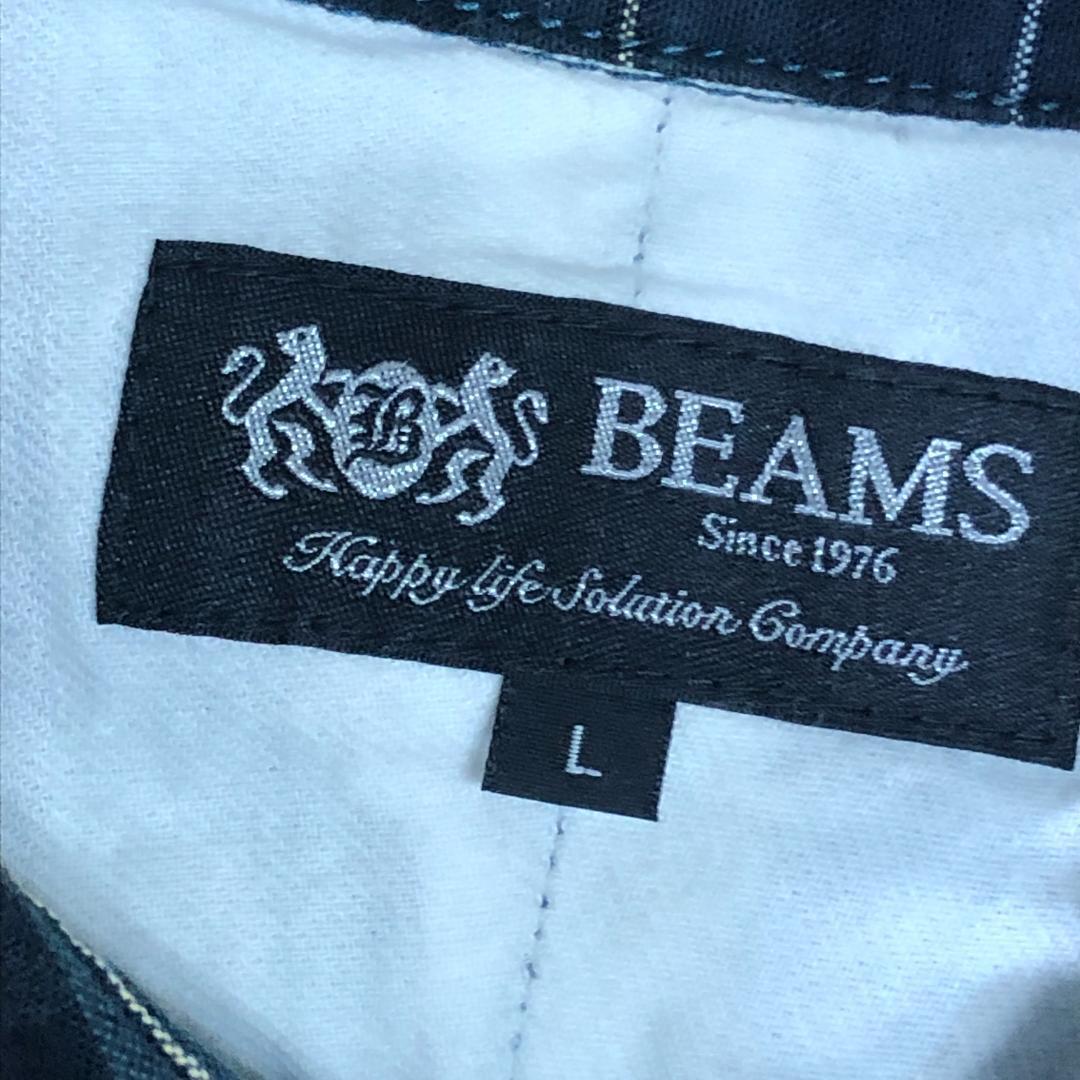 B
BEAMS
Since 1976
Happy life Solution Company
L